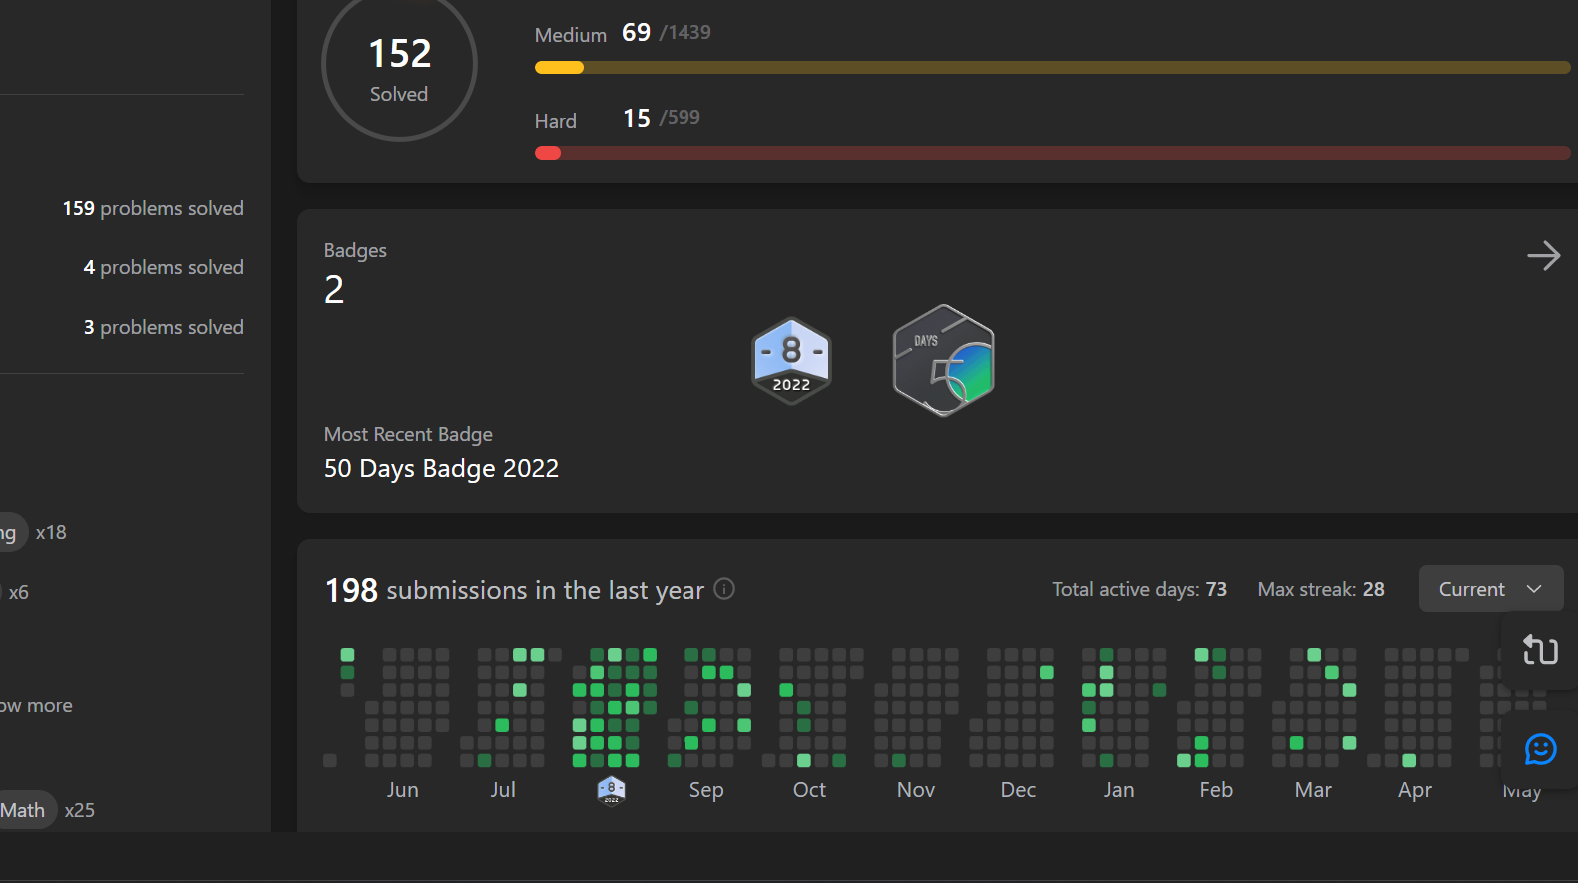 159 problems solved
4 problems solved
3 problems solved
ng x18
x6
ow more
Math x25
152
Solved
Medium 69 /1439
Hard 15 /599
Badges
2
8
2022
DAYS
50
Most Recent Badge
50 Days Badge 2022
198 submissions in the last year
Total active days: 73 Max streak: 28 Current
Jun Jul 8 2022 Sep Oct Nov Dec Jan Feb Mar Apr May